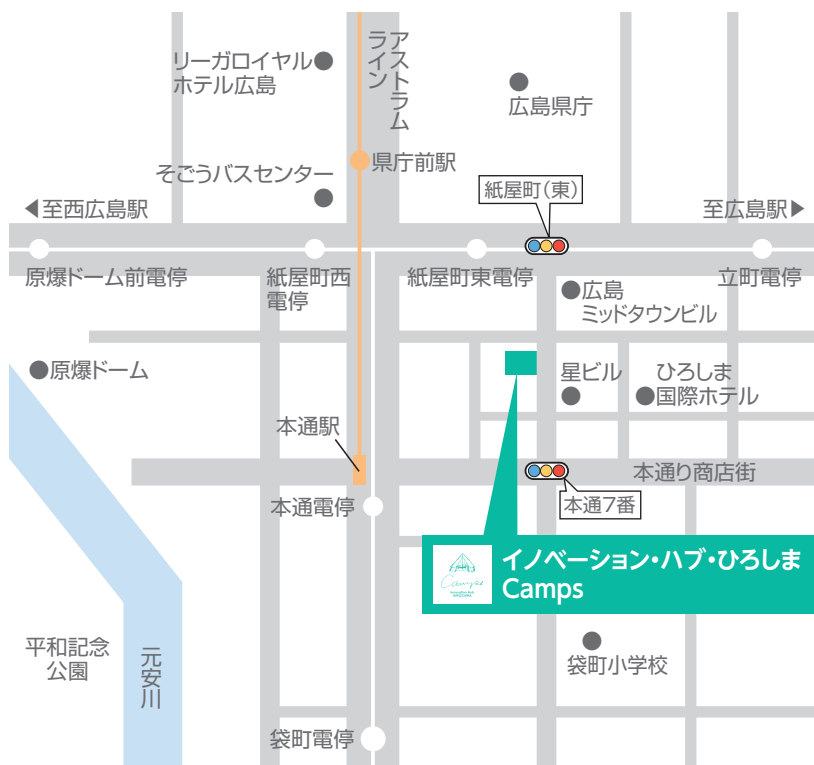 リーガロイヤル
ホテル広島
アストラム
ライン
広島県庁
県庁前駅
そごうバスセンター
紙屋町(東)
◀至西広島駅
至広島駅▶
原爆ドーム前電停
紙屋町西
電停
紙屋町東電停
立町電停
広島
ミッドタウンビル
原爆ドーム
星ビル
ひろしま
国際ホテル
本通駅
本通り商店街
本通電停
本通7番
イノベーション・ハブ・ひろしま
Camps
Camps
Innovation Hub
HIROSHIMA
平和記念
公園
元安川
袋町小学校
袋町電停